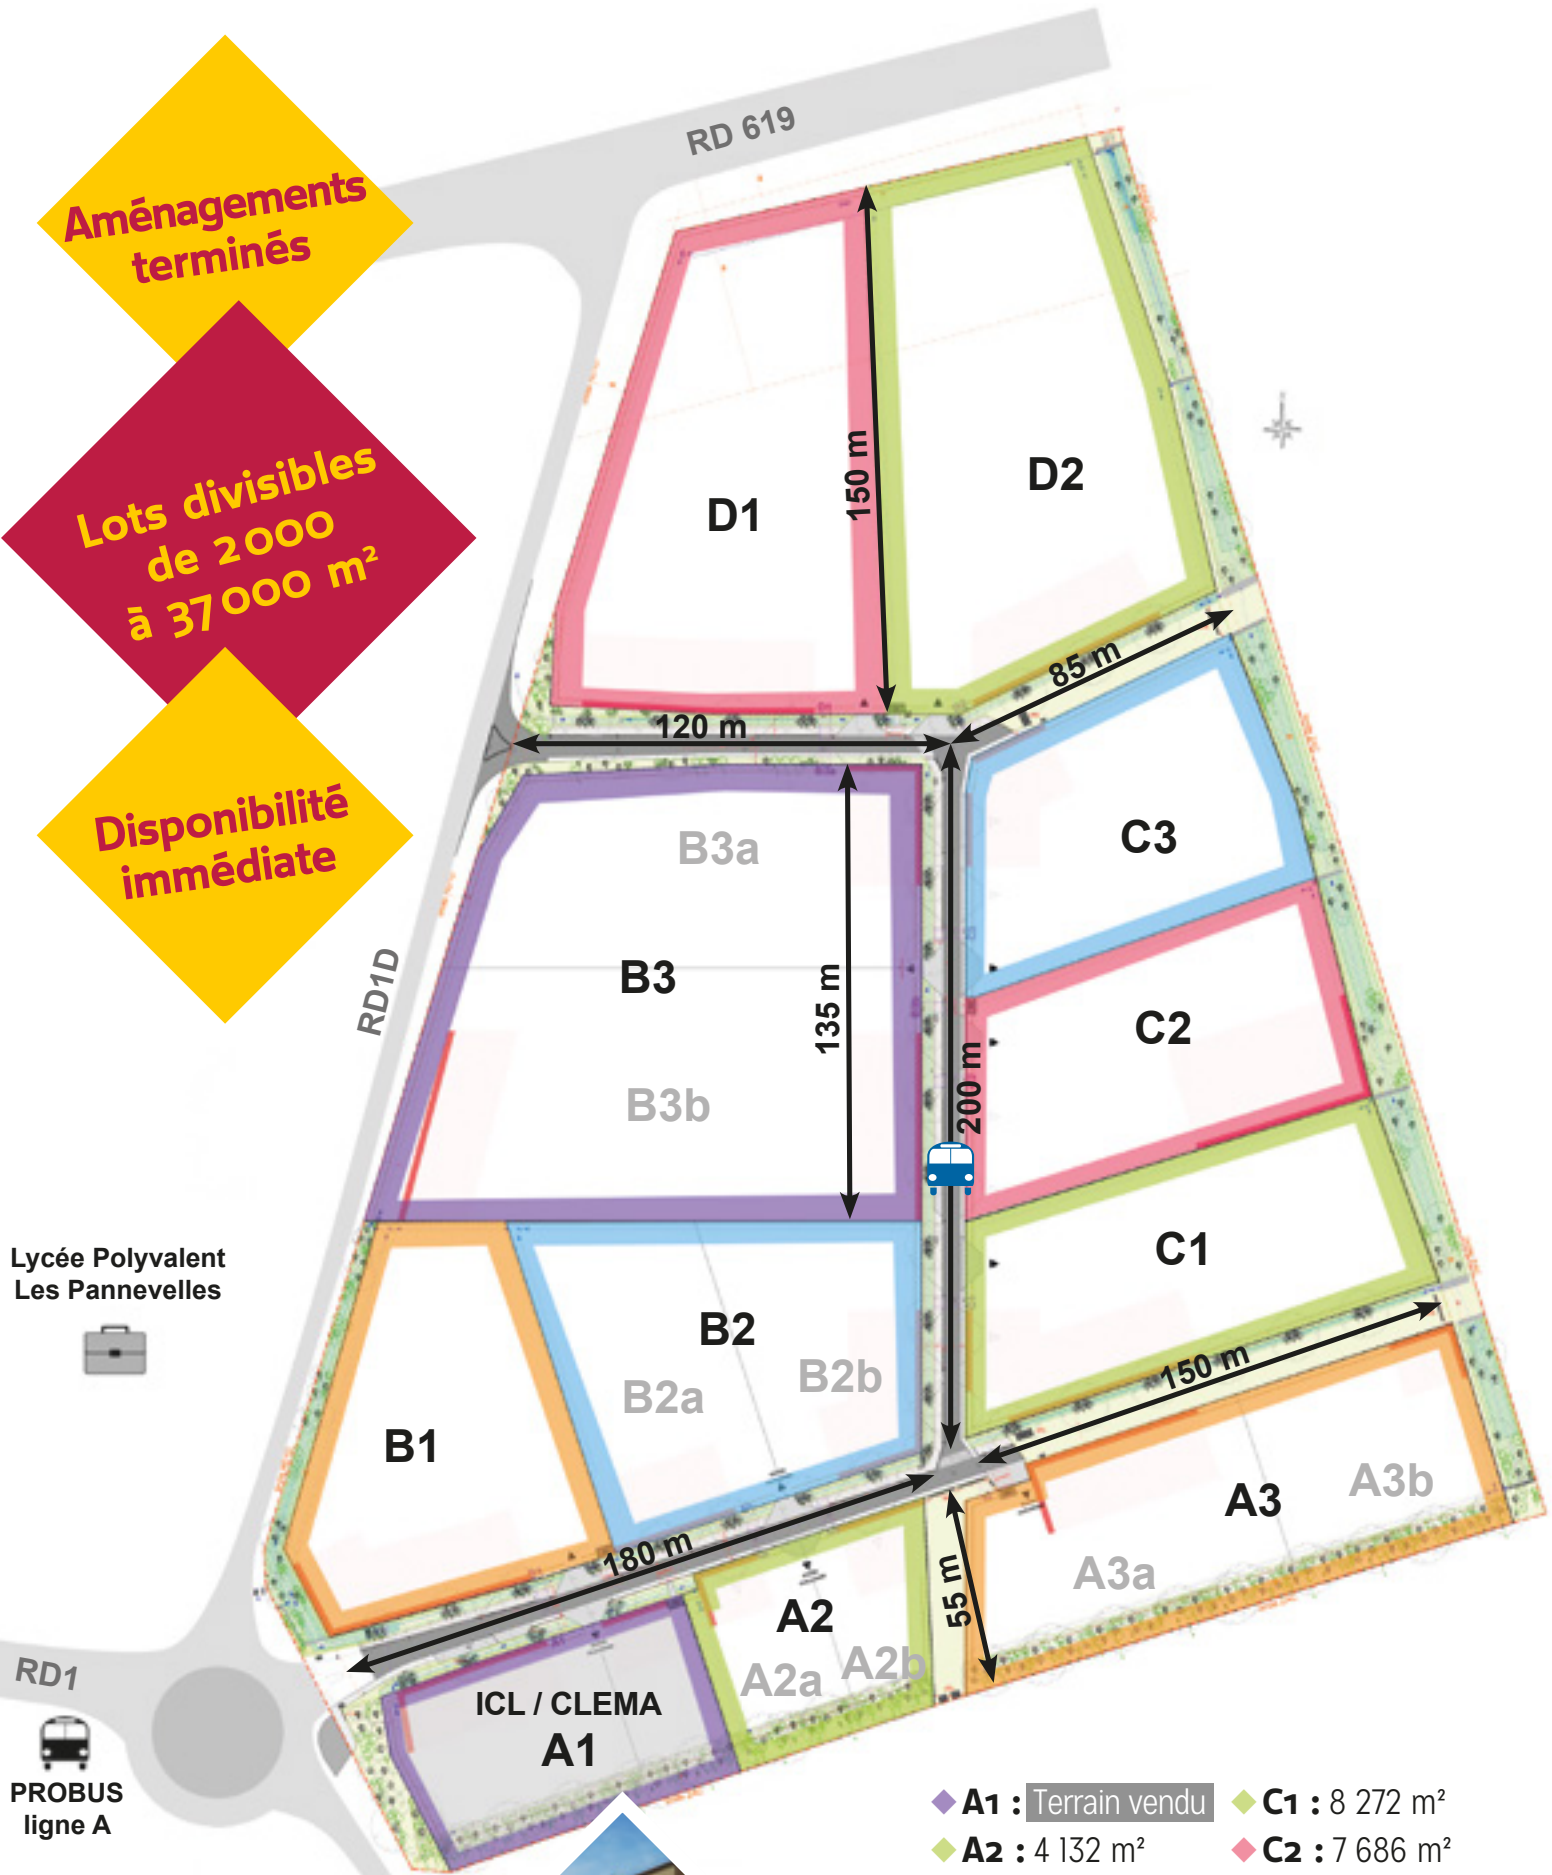 RD 619
Aménagements
terminés
Lots divisibles
de 2 000
à 37 000 m²
Disponibilité
immédiate
D1
150 m
D2
85 m
120 m
B3a
C3
RD1D
B3
135 m
C2
200 m
B3b
Lycée Polyvalent
Les Pannevelles
C1
B2
B2a
B2b
150 m
B1
A3
A3b
180 m
A3a
55 m
A2
A2a
A2b
RD1
ICL / CLEMA
A1
PROBUS
ligne A
A1 : Terrain vendu
A2 : 4 132 m²
C1 : 8 272 m²
C2 : 7 686 m²